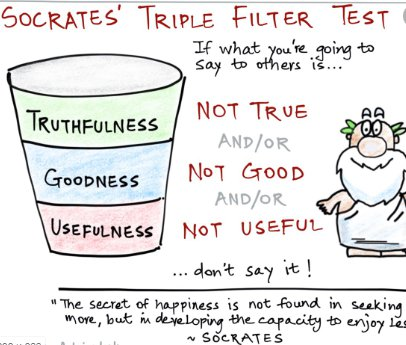 SOCRATES' TRIPLE FILTER TEST
If what you're going to
say to others is...
TRUTHFULNESS
GOODNESS
USEFULNESS
NOT TRUE
AND/OR
NOT GOOD
AND/OR
NOT USEFUL
...don't say it!
"The secret of happiness is not found in seeking
more, but in developing the capacity to enjoy
~ SOCRATES